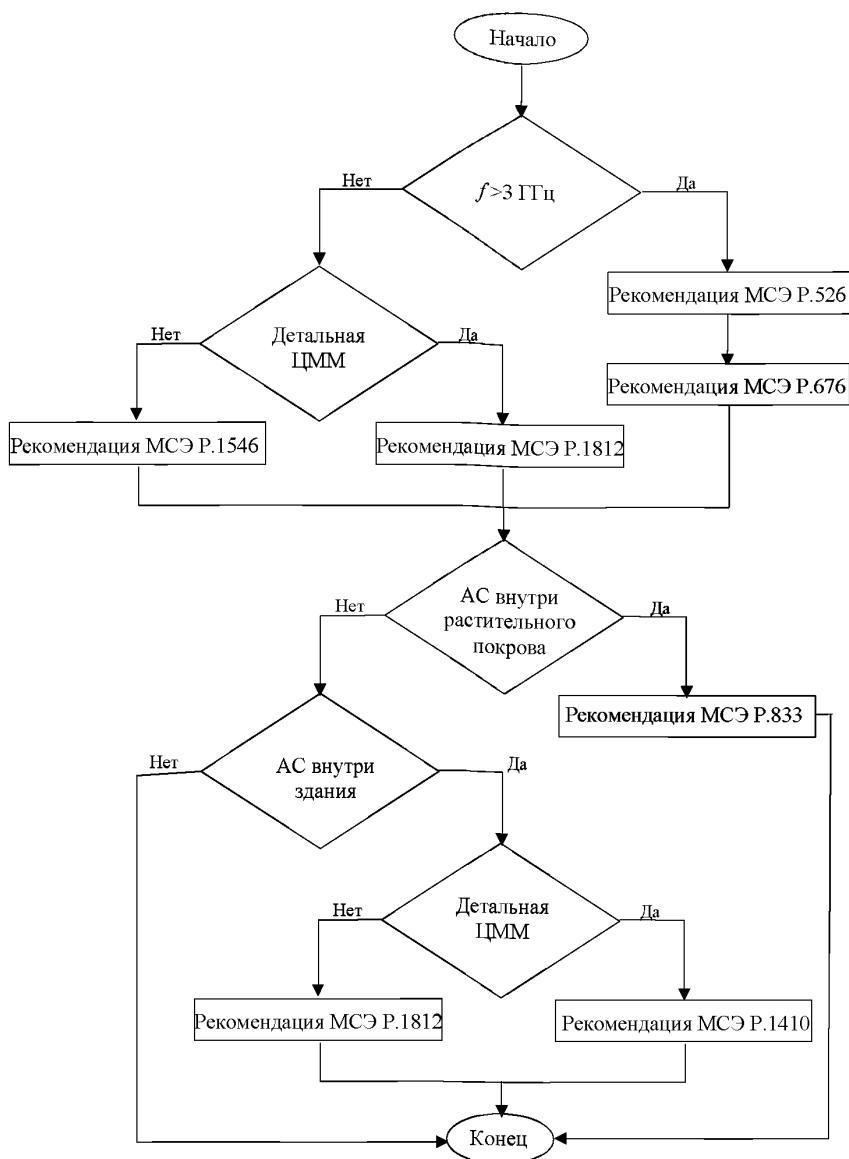 Начало
f>3 ГГц
Нет
Да
Рекомендация МСЭ Р.526
Детальная
ЦММ
Нет
Да
Рекомендация МСЭ Р.676
Рекомендация МСЭ Р.1546
Рекомендация МСЭ Р.1812
АС внутри
растительного
покрова
Нет
Да
Рекомендация МСЭ Р.833
АС внутри
здания
Нет
Да
Детальная
ЦММ
Нет
Да
Рекомендация МСЭ Р.1812
Рекомендация МСЭ Р.1410
Конец